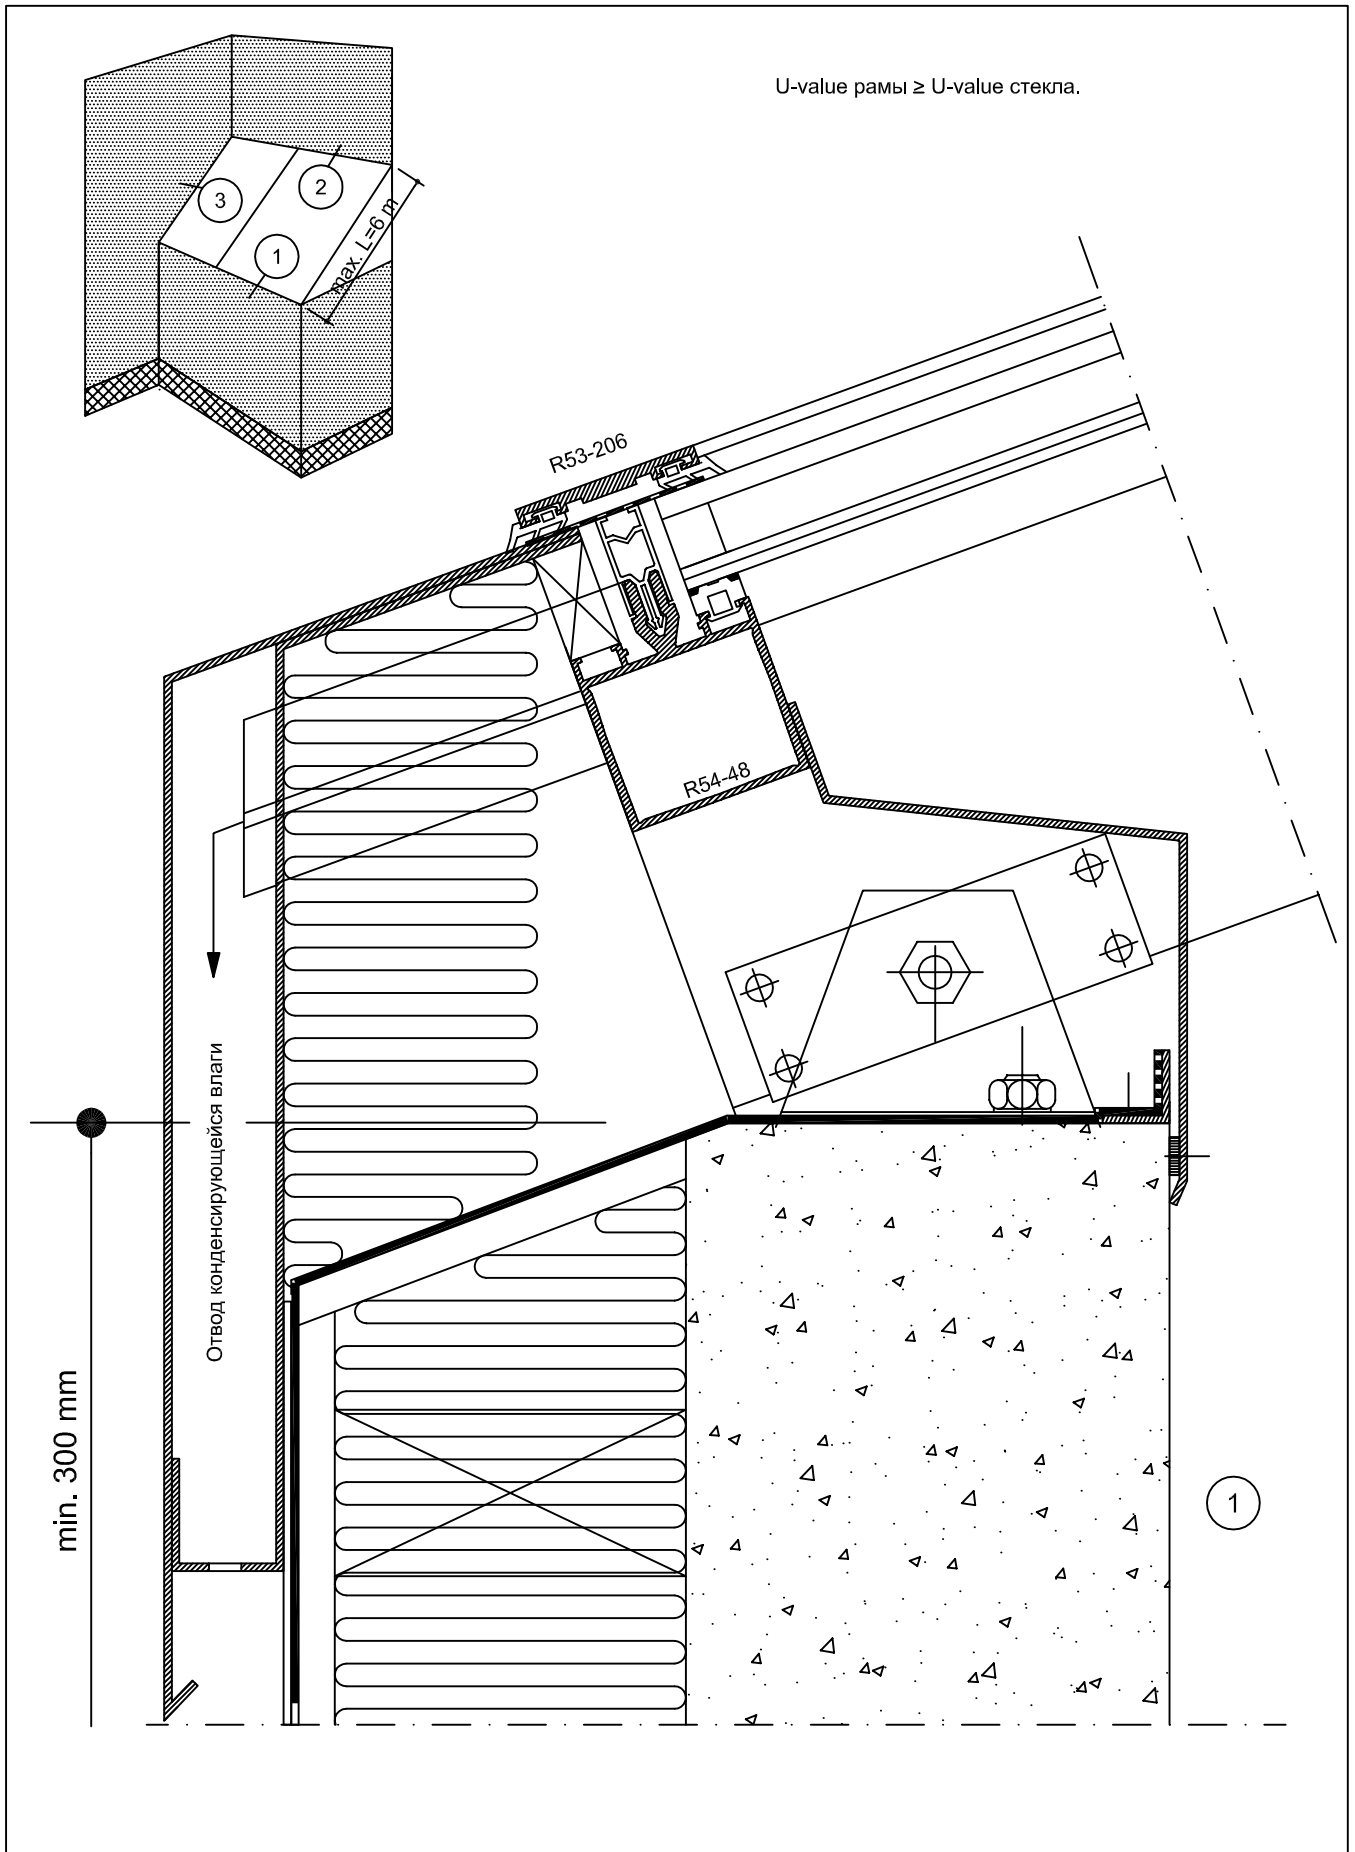 U-value рамы ≥ U-value стекла.
3
2
1
max. L=6 m
R53-206
R54-48
Отвод конденсирующейся влаги
min. 300 mm
1